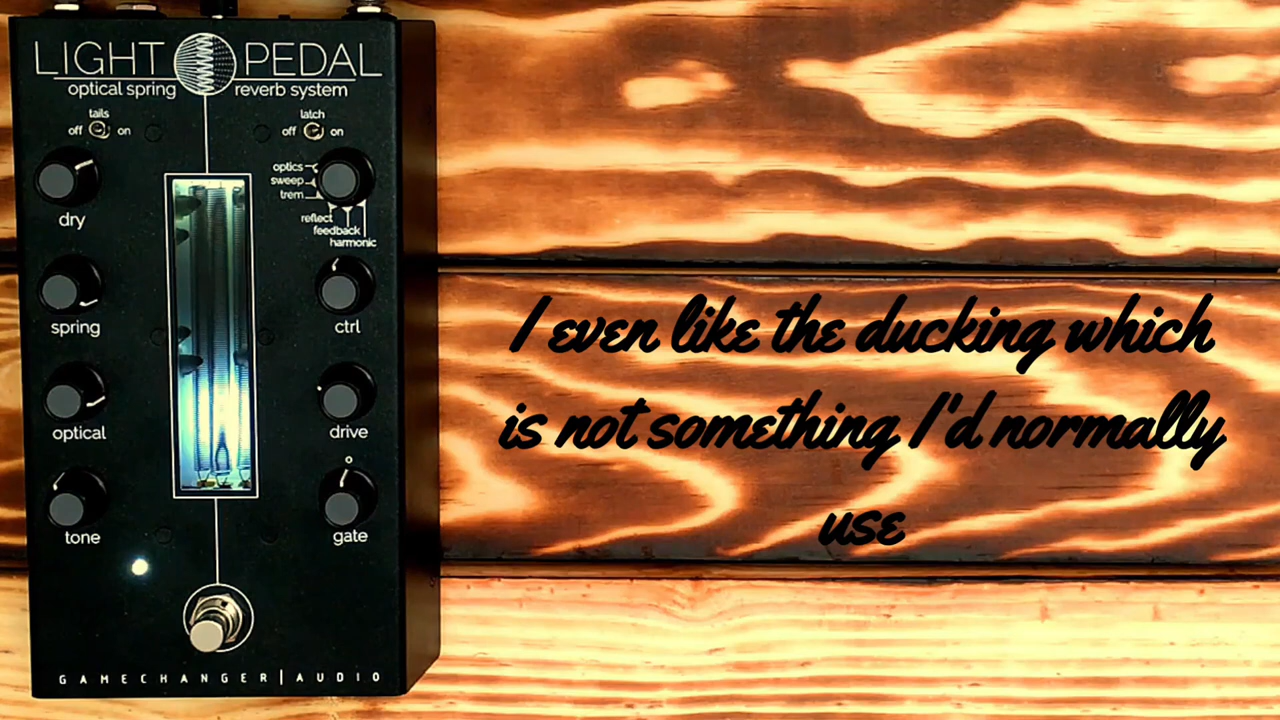 LIGHT PEDAL
optical spring reverb system
tails
off on
latch
off on
optics
sweep
trem
reflect
feedback
harmonic
dry
spring
ctrl
optical
drive
tone
gate
GAMECHANGER|AUDIO
I even like the ducking which
is not something I'd normally
use